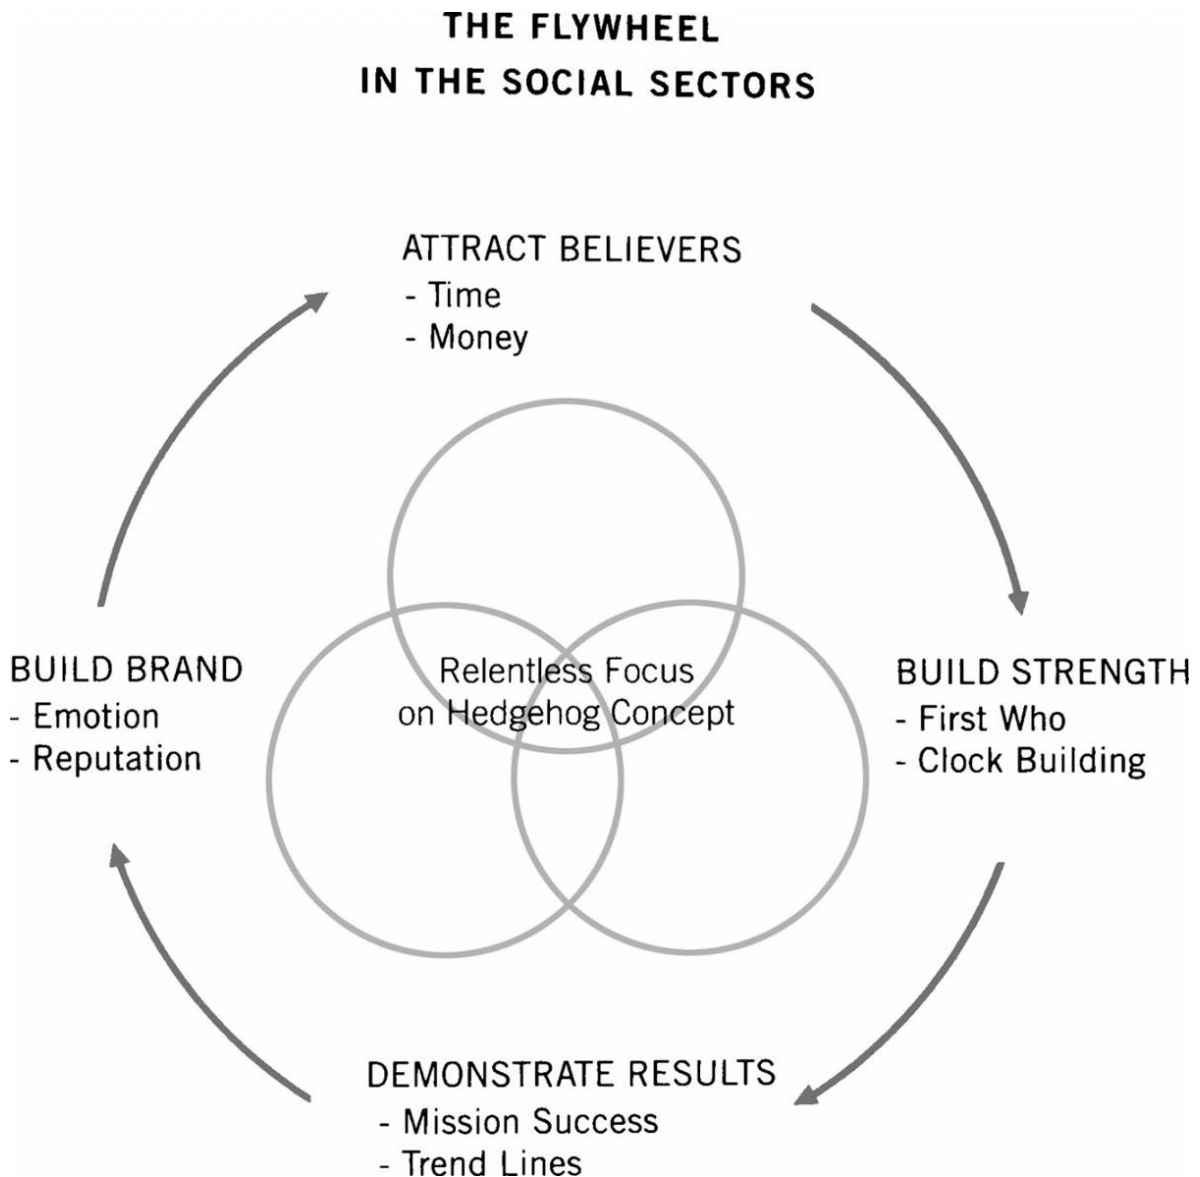 THE FLYWHEEL
IN THE SOCIAL SECTORS
ATTRACT BELIEVERS
- Time
- Money
BUILD STRENGTH
- First Who
- Clock Building
DEMONSTRATE RESULTS
- Mission Success
- Trend Lines
BUILD BRAND
- Emotion
- Reputation
Relentless Focus
on Hedgehog Concept